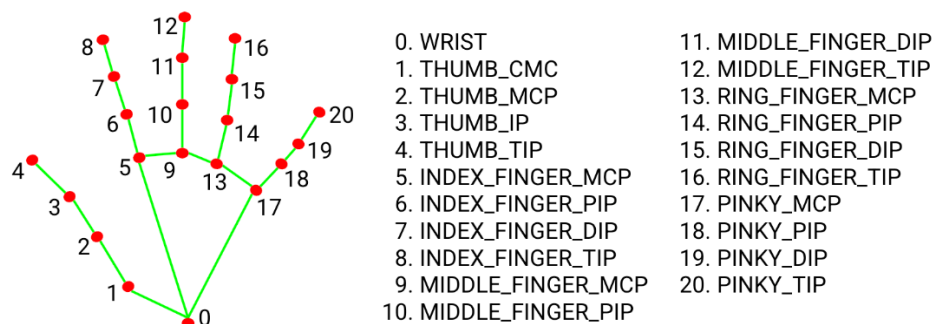 12
8
16
11
7
15
10
6
20
14
4
19
5
9
13
18
3
17
2
1
0
0. WRIST
1. THUMB_CMC
2. THUMB_MCP
3. THUMB_IP
4. THUMB_TIP
5. INDEX_FINGER_MCP
6. INDEX_FINGER_PIP
7. INDEX_FINGER_DIP
8. INDEX_FINGER_TIP
9. MIDDLE_FINGER_MCP
10. MIDDLE_FINGER_PIP
11. MIDDLE_FINGER_DIP
12. MIDDLE_FINGER_TIP
13. RING_FINGER_MCP
14. RING_FINGER_PIP
15. RING_FINGER_DIP
16. RING_FINGER_TIP
17. PINKY_MCP
18. PINKY_PIP
19. PINKY_DIP
20. PINKY_TIP